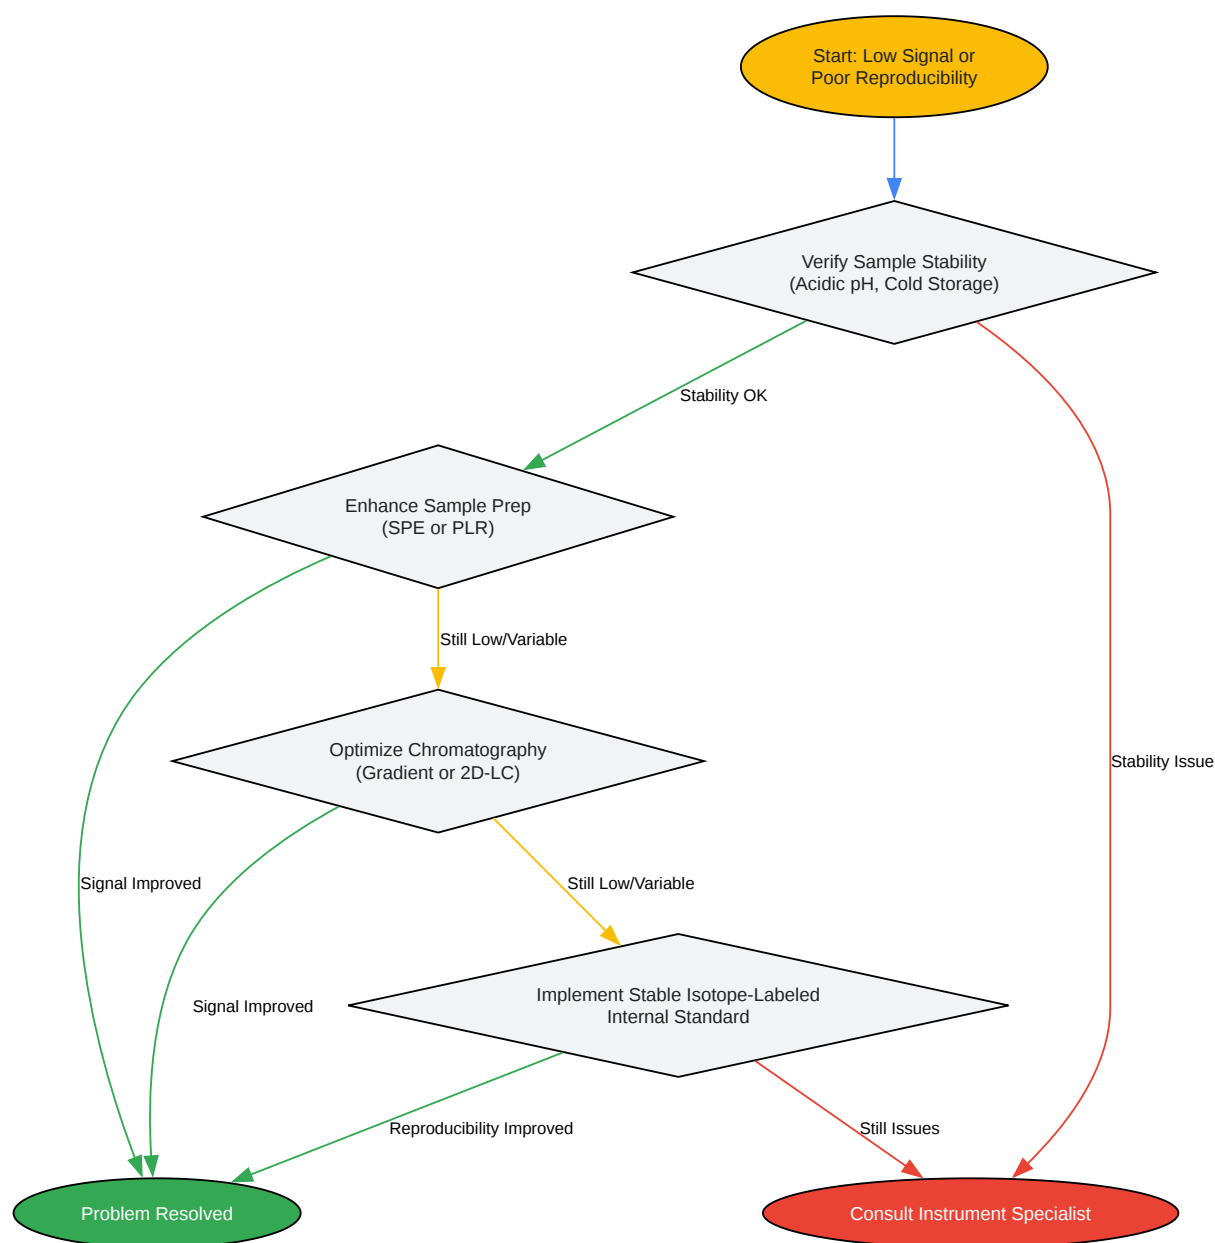 Start: Low Signal or
Poor Reproducibility
Verify Sample Stability
(Acidic pH, Cold Storage)
Stability OK
Enhance Sample Prep
(SPE or PLR)
Still Low/Variable
Optimize Chromatography
(Gradient or 2D-LC)
Stability Issue
Signal Improved
Still Low/Variable
Signal Improved
Implement Stable Isotope-Labeled
Internal Standard
Reproducibility Improved
Still Issues
Problem Resolved
Consult Instrument Specialist